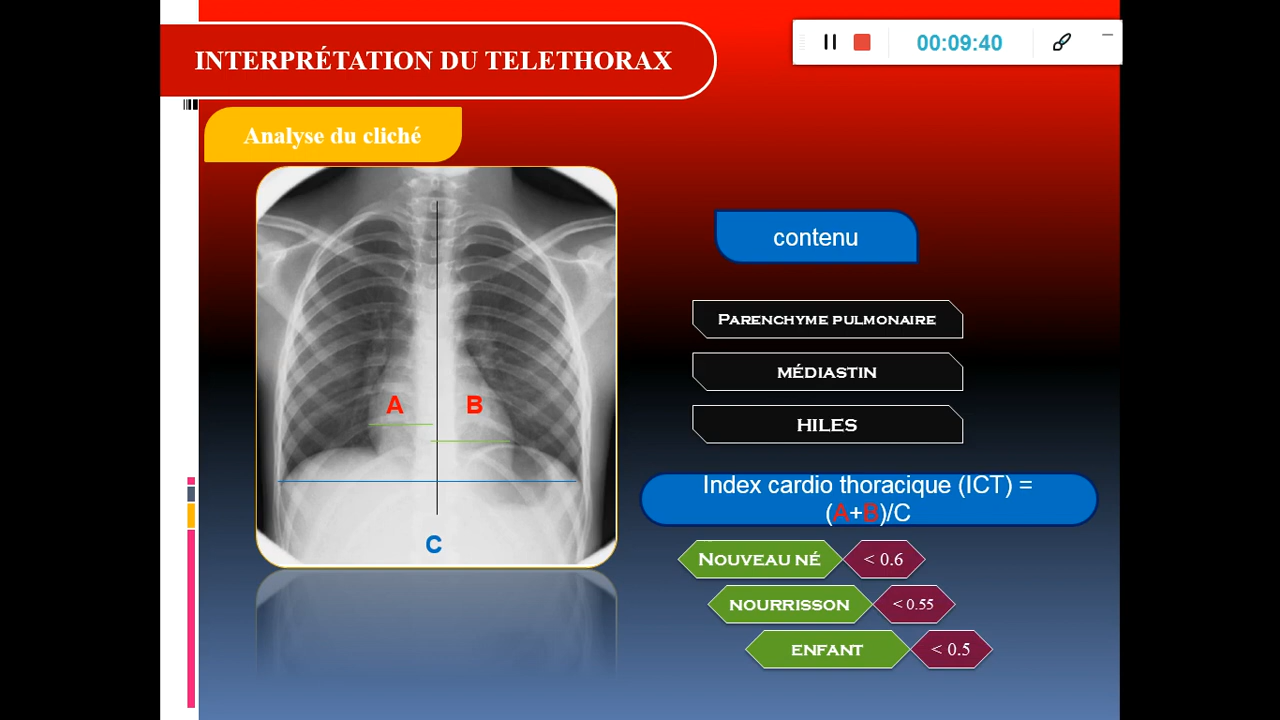 INTERPRÉTATION DU TELETHORAX
00:09:40
Analyse du cliché
A
B
C
contenu
PARENCHYME PULMONAIRE
MÉDIASTIN
HILES
Index cardio thoracique (ICT) =
(A+B)/C
NOUVEAU NÉ
< 0.6
NOURRISSON
< 0.55
ENFANT
< 0.5